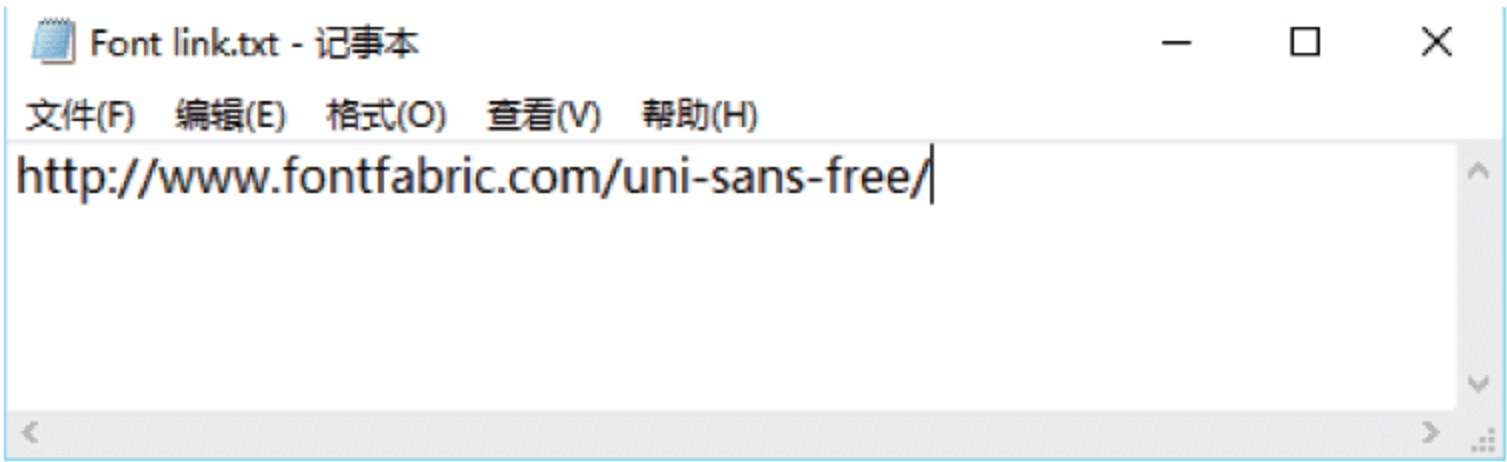 Font link.txt - 记事本
文件(F) 编辑(E) 格式(O) 查看(V) 帮助(H)
http://www.fontfabric.com/uni-sans-free/